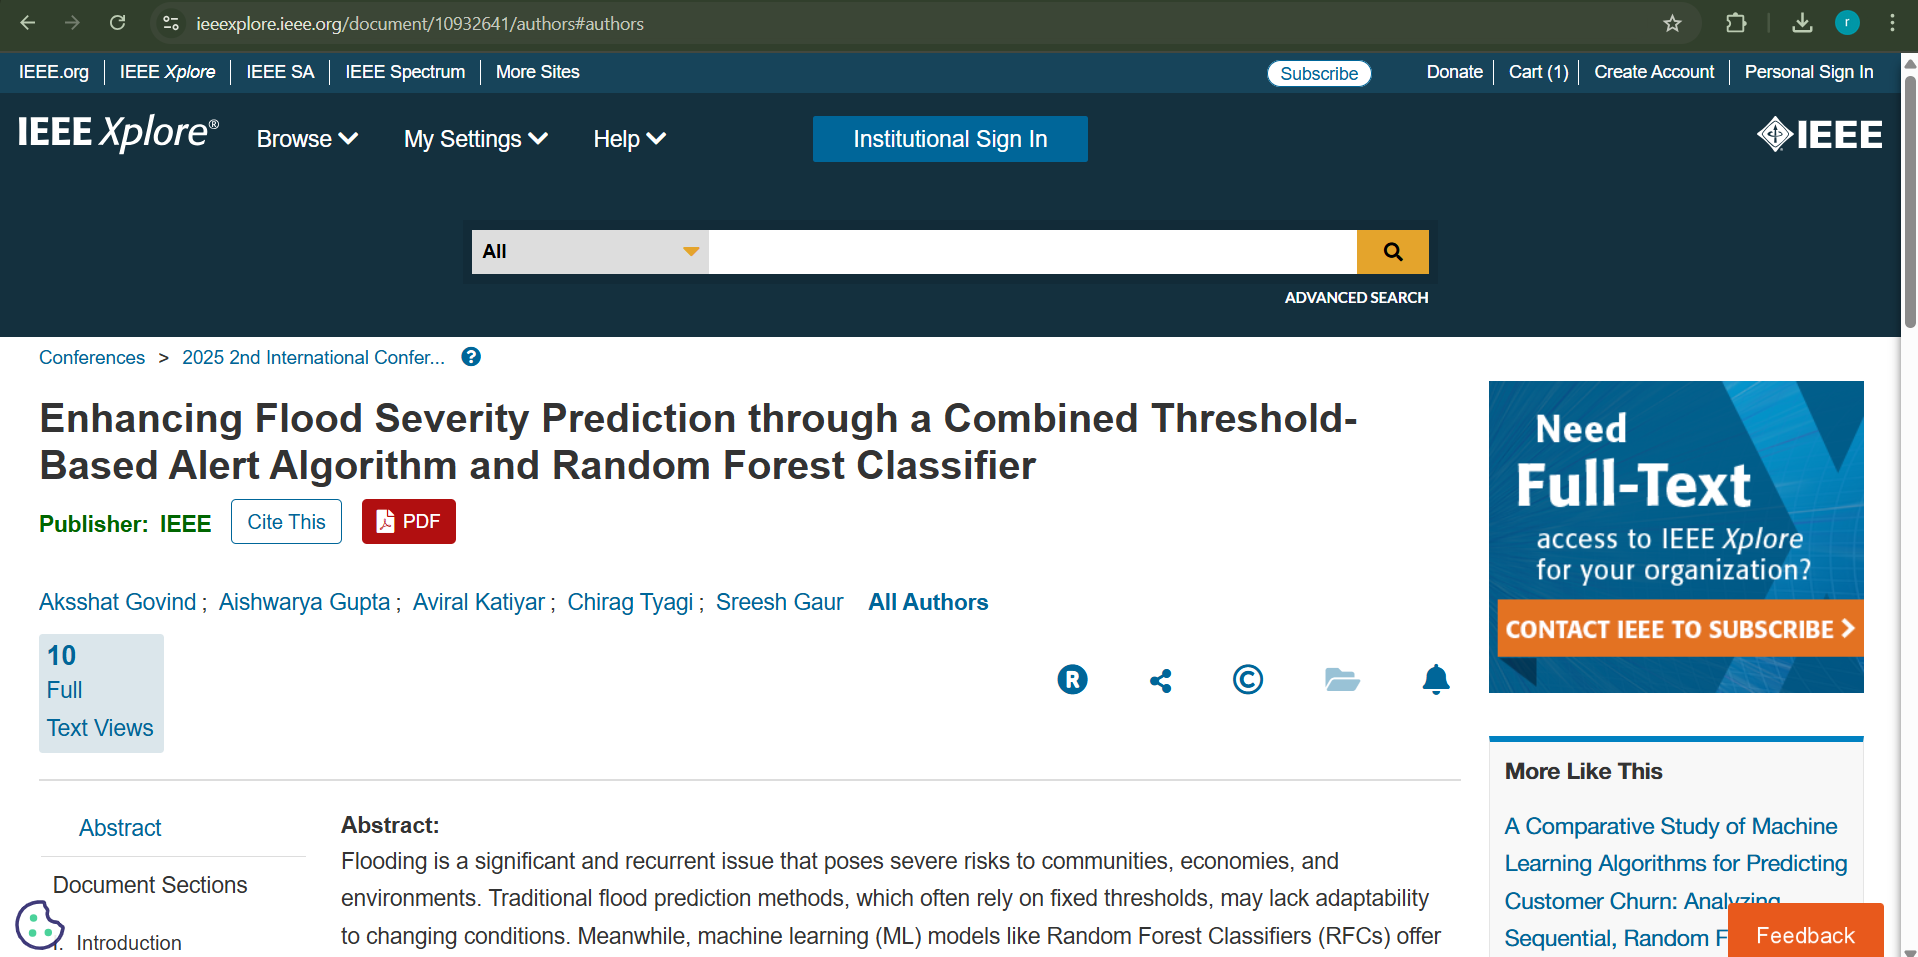 ieeexplore.ieee.org/document/10932641/authors#authors
r
IEEE.org
IEEE Xplore
IEEE SA
IEEE Spectrum
More Sites
Subscribe
Donate
Cart (1)
Create Account
Personal Sign In
IEEE Xplore®
Browse
My Settings
Help
Institutional Sign In
IEEE
All
ADVANCED SEARCH
Conferences > 2025 2nd International Confer...
Enhancing Flood Severity Prediction through a Combined Threshold-
Based Alert Algorithm and Random Forest Classifier
Publisher: IEEE
Cite This
PDF
Aksshat Govind ; Aishwarya Gupta ; Aviral Katiyar ; Chirag Tyagi ; Sreesh Gaur All Authors
10
Full
Text Views
R
©
Abstract
Document Sections
I. Introduction
Abstract:
Flooding is a significant and recurrent issue that poses severe risks to communities, economies, and
environments. Traditional flood prediction methods, which often rely on fixed thresholds, may lack adaptability
to changing conditions. Meanwhile, machine learning (ML) models like Random Forest Classifiers (RFCs) offer
Need
Full-Text
access to IEEE Xplore
for your organization?
CONTACT IEEE TO SUBSCRIBE >
More Like This
A Comparative Study of Machine
Learning Algorithms for Predicting
Customer Churn: Analyzing
Sequential, Random F
Feedback